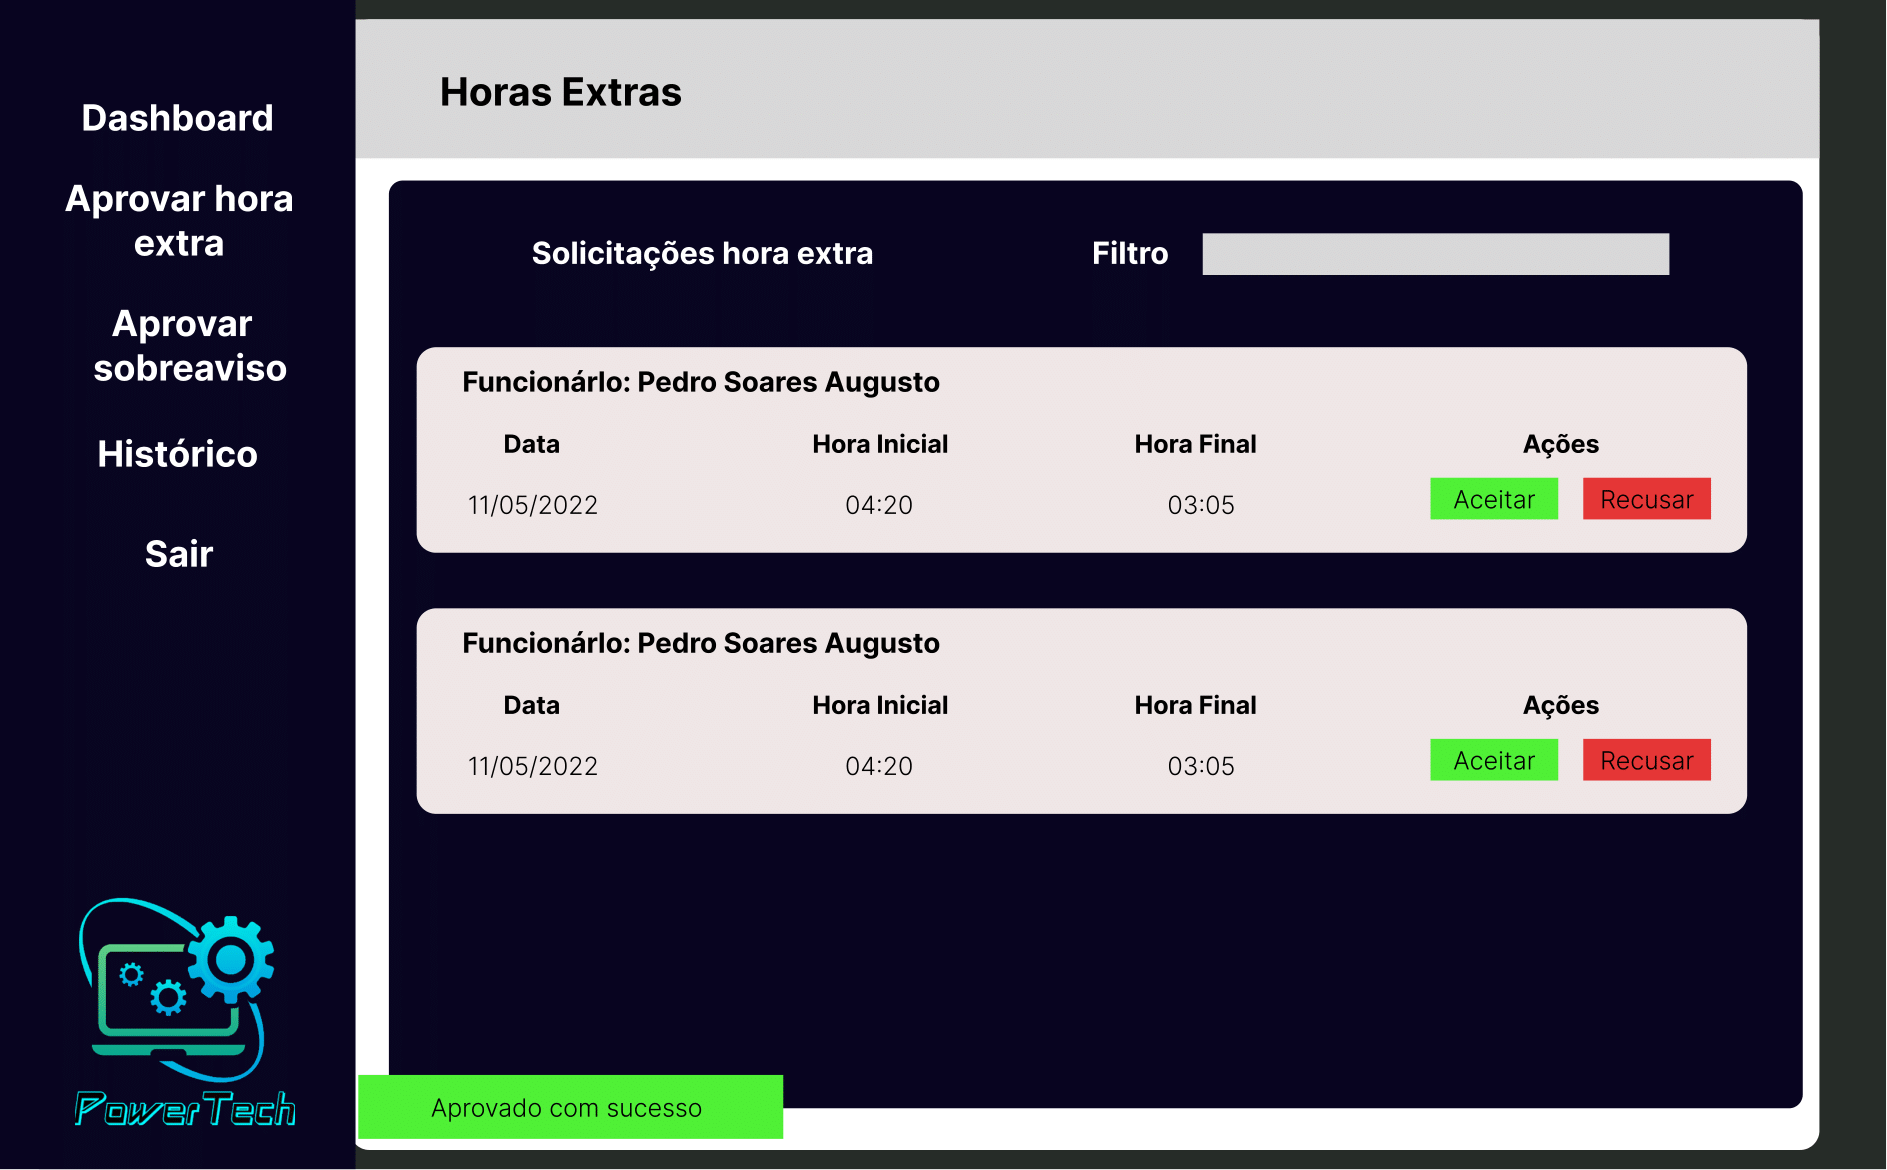 Dashboard
Aprovar hora
extra
Aprovar
sobreaviso
Histórico
Sair
PowerTech
Horas Extras
Solicitações hora extra Filtro
FuncionárIo: Pedro Soares Augusto
Data Hora Inicial Hora Final Ações
11/05/2022 04:20 03:05 Aceitar Recusar
FuncionárIo: Pedro Soares Augusto
Data Hora Inicial Hora Final Ações
11/05/2022 04:20 03:05 Aceitar Recusar
Aprovado com sucesso